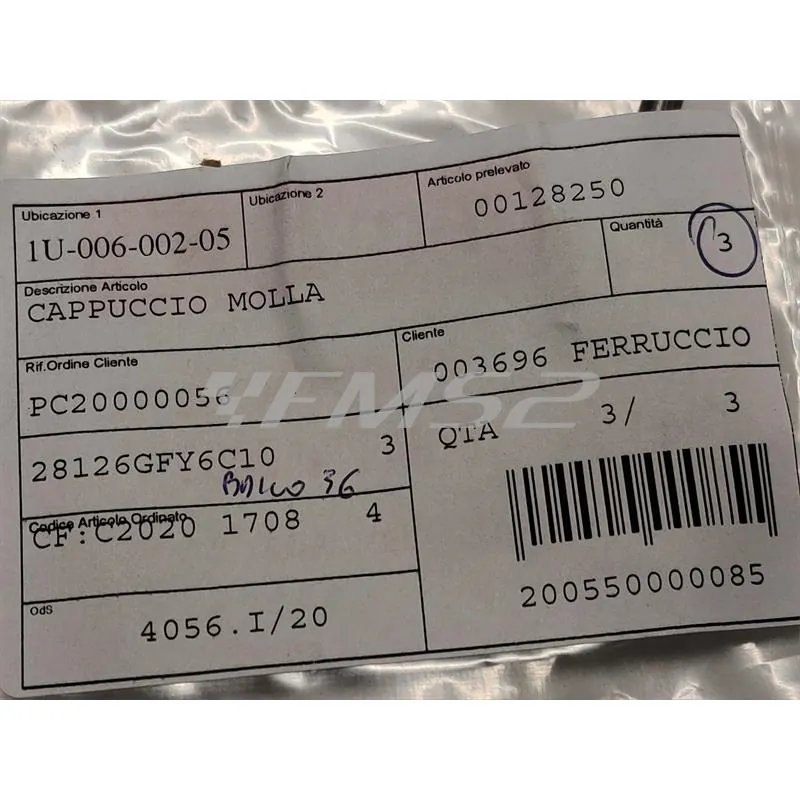 Ubicazione 1
1U-006-002-05
Ubicazione 2
Articolo prelevato
00128250
Descrizione Articolo
CAPPUCCIO MOLLA
Quantità
3
Rif.Ordine Cliente
PC20000056
Cliente
003696 FERRUCCIO
28126GFY6C10 3
QTA 3/ 3
Codice Articolo Ordinato
CF:C2020 1708 4
200550000085
OdS
4056.I/20
FMS2